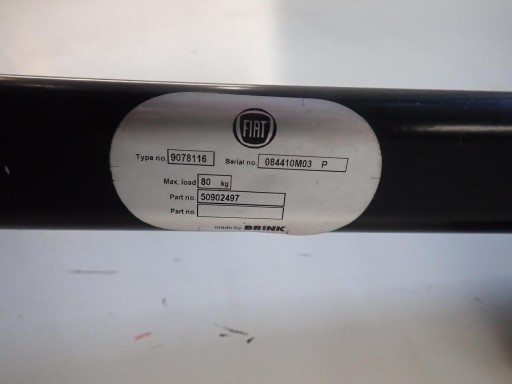 FIAT
Type no. 9078116 Serial no. 084410M03 P
Max. load 80 kg
Part no. 50902497
Part no.
made by BRINK